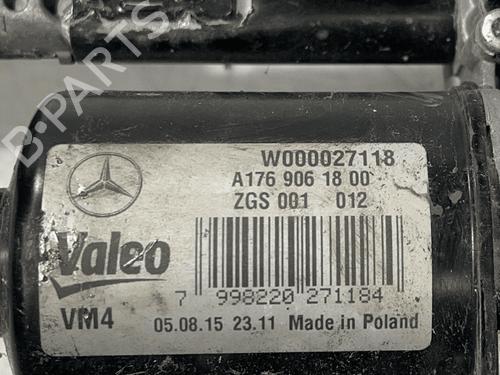 B-PARTS
W000027118
A176 906 18 00
ZGS 001 012
Valeo
7 998220 271184
VM4 05.08.15 23.11 Made in Poland